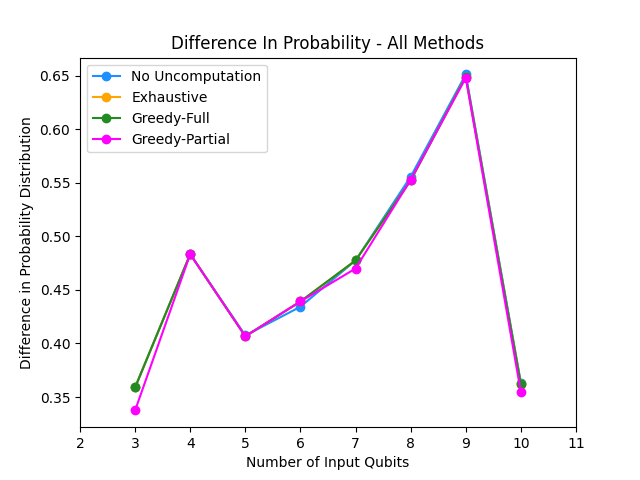 Difference In Probability - All Methods
No Uncomputation
Exhaustive
Greedy-Full
Greedy-Partial
Difference in Probability Distribution
0.65
0.60
0.55
0.50
0.45
0.40
0.35
2 3 4 5 6 7 8 9 10 11
Number of Input Qubits